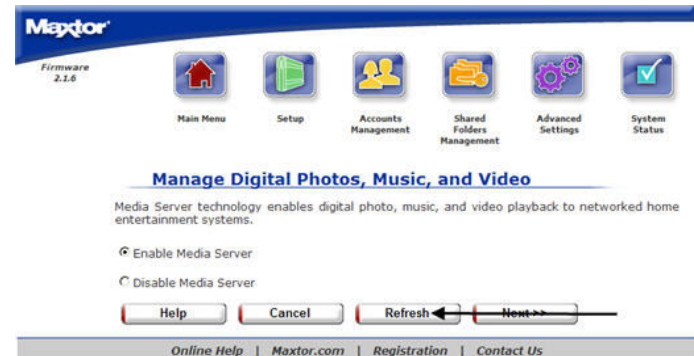 Maxtor
Firmware
2.1.6
Main Menu
Setup
Accounts
Management
Shared
Folders
Management
Advanced
Settings
System
Status
Manage Digital Photos, Music, and Video
Media Server technology enables digital photo, music, and video playback to networked home
entertainment systems.
Enable Media Server
Disable Media Server
Help Cancel Refresh Next >>
Online Help | Maxtor.com | Registration | Contact Us